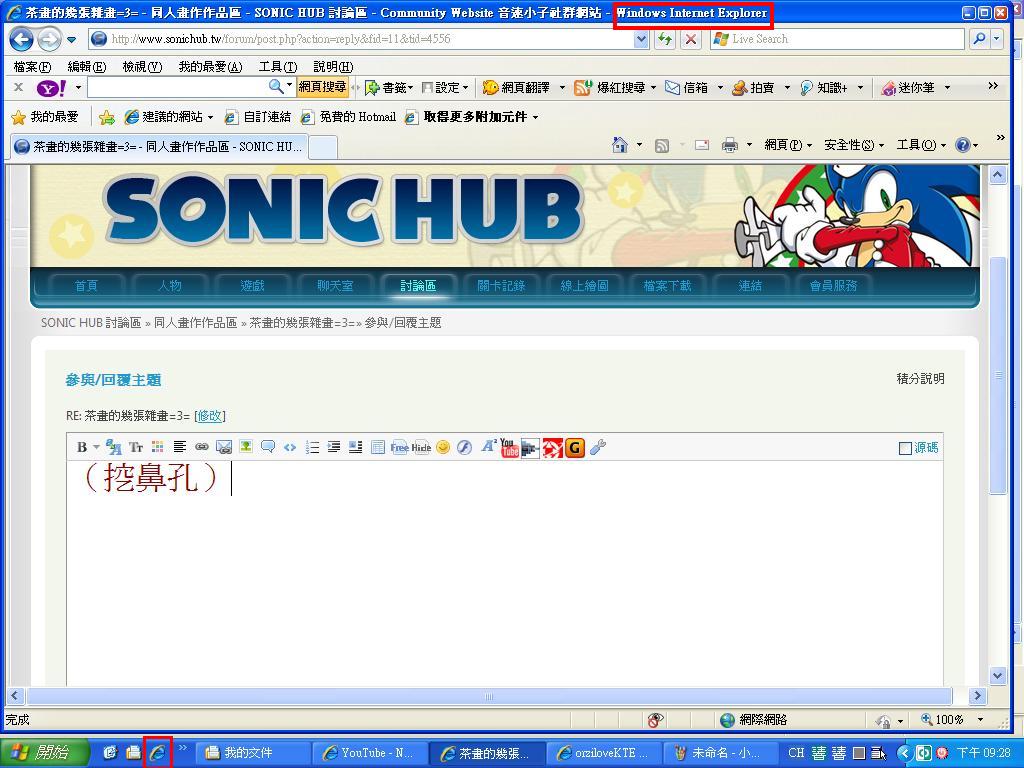 茶畫的幾張雜畫=3= - 同人畫作作品區 - SONIC HUB 討論區 - Community Website 音速小子社群網站 - Windows Internet Explorer
http://www.sonichub.tw/forum/post.php?action=reply&fid=11&tid=4556
Live Search
檔案(F) 編輯(E) 檢視(V) 我的最愛(A) 工具(T) 說明(H)
Y! 網頁搜尋 書籤 設定 網頁翻譯 爆紅搜尋 信箱 拍賣 知識+ 迷你筆
我的最愛 建議的網站 自訂連結 免費的 Hotmail 取得更多附加元件
茶畫的幾張雜畫=3= - 同人畫作作品區 - SONIC HU... 網頁(P) 安全性(S) 工具(O)
SONIC HUB
首頁 人物 遊戲 聊天室 討論區 關卡記錄 線上繪圖 檔案下載 連結 會員服務
SONIC HUB 討論區 » 同人畫作作品區 » 茶畫的幾張雜畫=3= » 參與/回覆主題
參與/回覆主題 積分說明
RE: 茶畫的幾張雜畫=3= [修改]
B Tr Free Hide You Tube G 源碼
（挖鼻孔）
完成 網際網路 100%
開始 我的文件 YouTube - N... 茶畫的幾張... orziloveKTE... 未命名 - 小... CH 下午 09:28